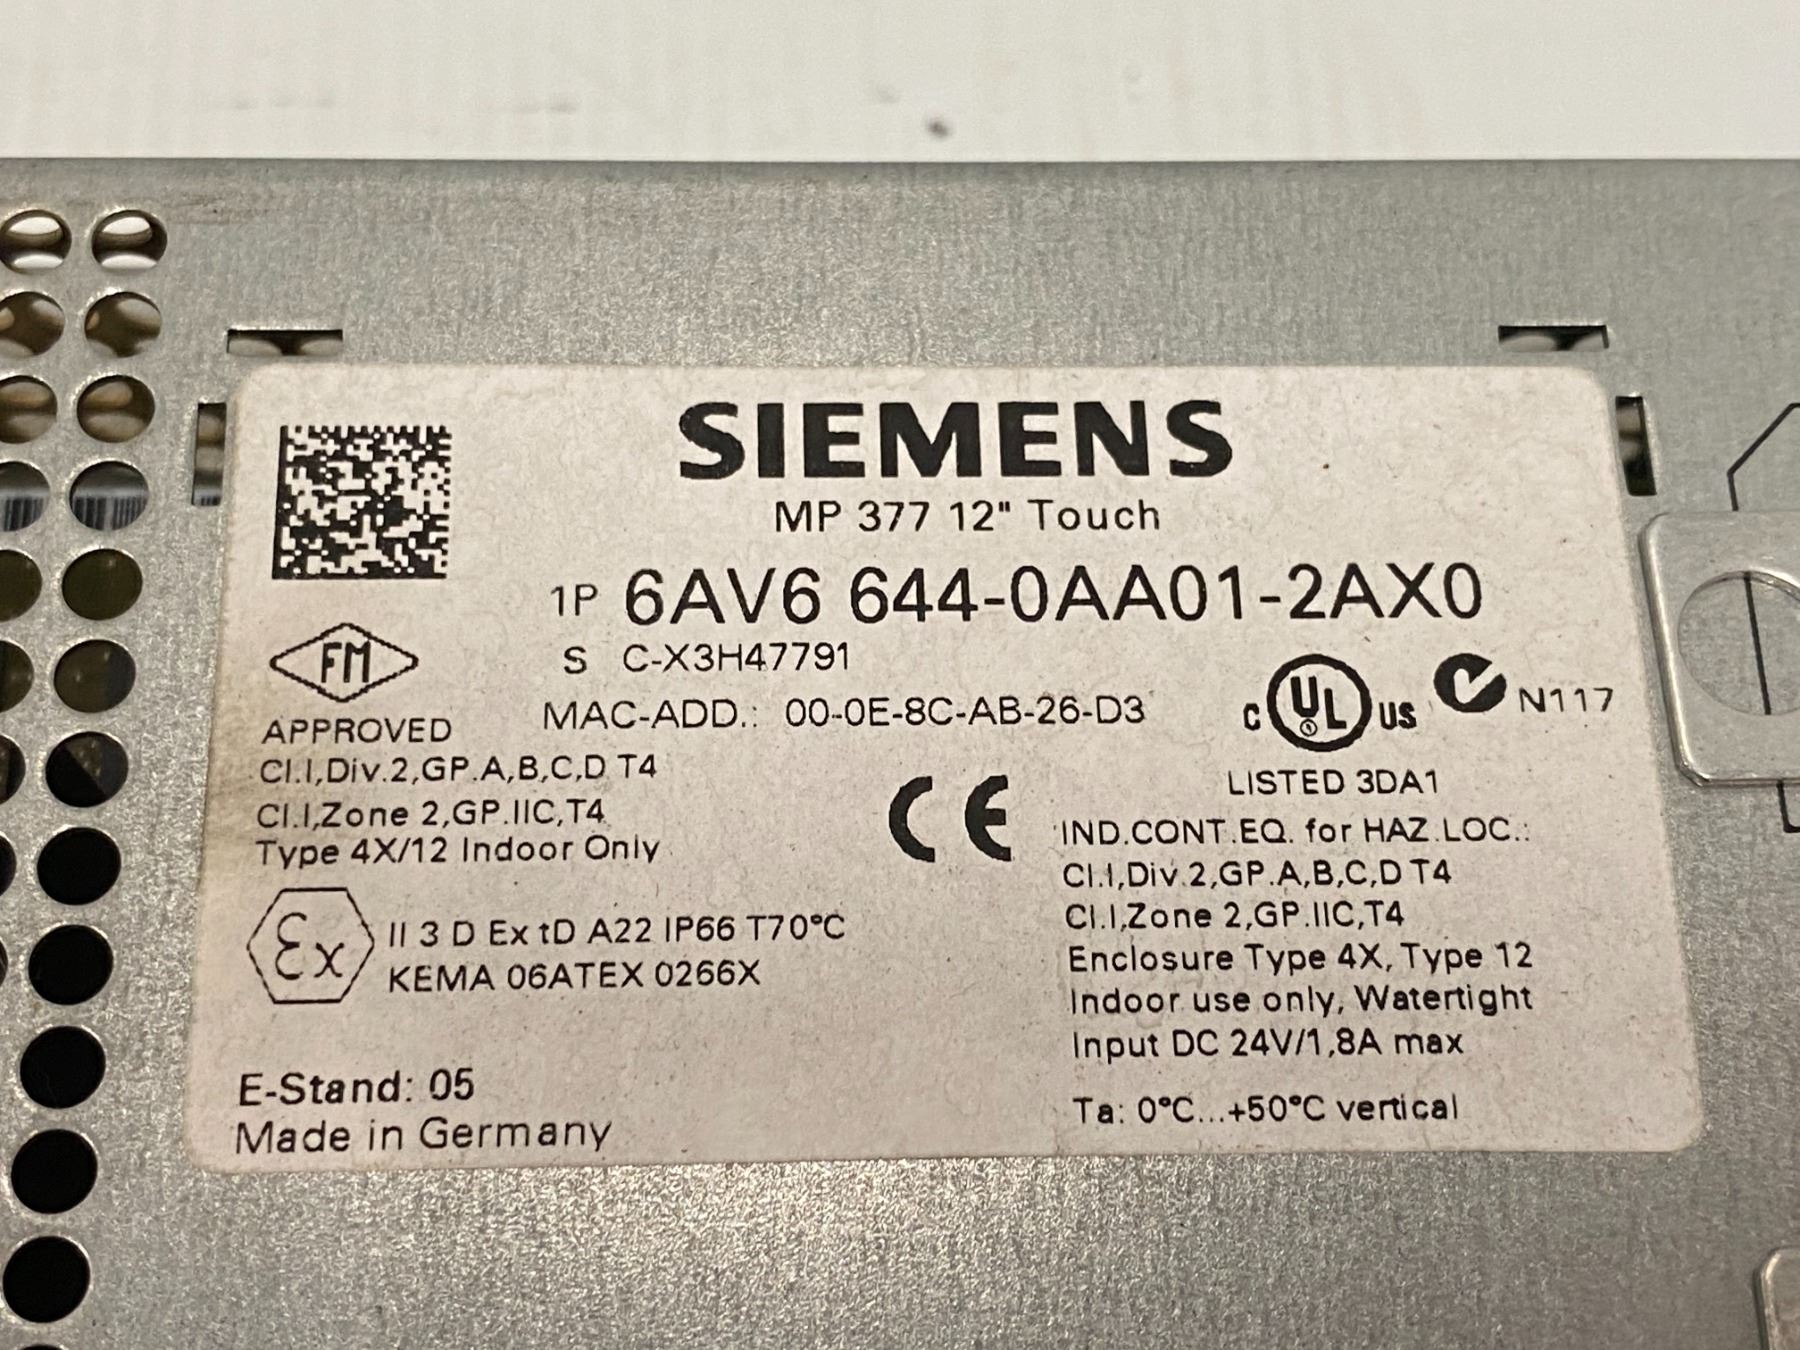 SIEMENS
MP 377 12" Touch
1P 6AV6 644-0AA01-2AX0
S C-X3H47791
MAC-ADD.: 00-0E-8C-AB-26-D3
FM
APPROVED
Cl.I,Div.2,GP.A,B,C,D T4
Cl.I,Zone 2,GP.IIC,T4
Type 4X/12 Indoor Only
C UL US N117
LISTED 3DA1
CE
IND.CONT.EQ. for HAZ.LOC.:
Cl.I,Div.2,GP.A,B,C,D T4
Cl.I,Zone 2,GP.IIC,T4
Enclosure Type 4X, Type 12
Indoor use only, Watertight
Input DC 24V/1,8A max
Ta: 0°C...+50°C vertical
Ex II 3 D Ex tD A22 IP66 T70°C
KEMA 06ATEX 0266X
E-Stand: 05
Made in Germany